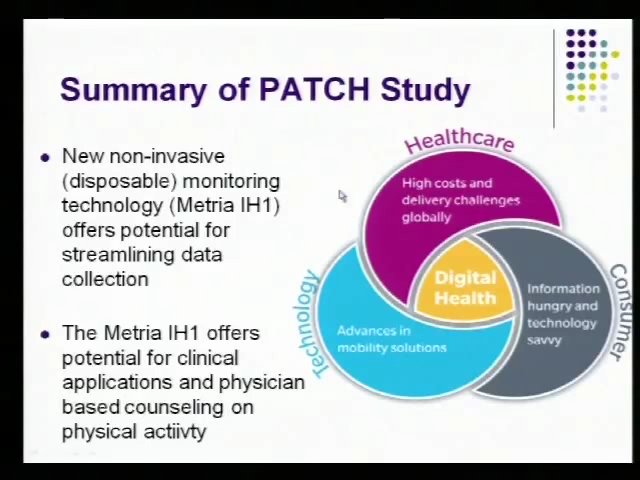 Summary of PATCH Study
New non-invasive
(disposable) monitoring
technology (Metria IH1)
offers potential for
streamlining data
collection
The Metria IH1 offers
potential for clinical
applications and physician
based counseling on
physical actiivty
Healthcare
High costs and
delivery challenges
globally
Digital
Health
Technology
Advances in
mobility solutions
Consumer
Information
hungry and
technology
savvy